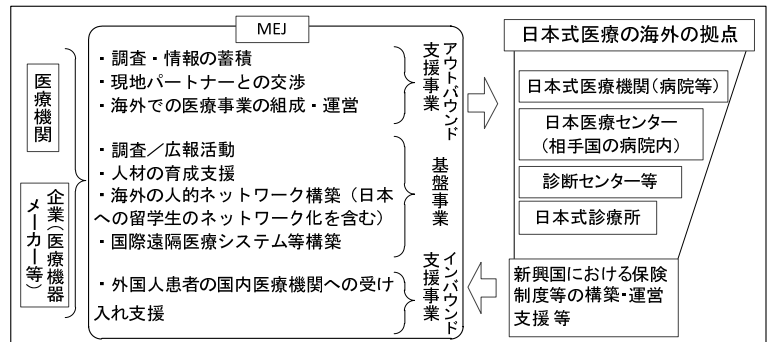 MEJ
医療機関
企業(医療機器
メーカー等)
・調査・情報の蓄積
・現地パートナーとの交渉
・海外での医療事業の組成・運営
アウトバウンド
支援事業
・調査／広報活動
・人材の育成支援
・海外の人的ネットワーク構築（日本
への留学生のネットワーク化を含む）
・国際遠隔医療システム等構築
基盤事業
・外国人患者の国内医療機関への受け
入れ支援
インバウンド
支援事業
日本式医療の海外の拠点
日本式医療機関（病院等）
日本医療センター
（相手国の病院内）
診断センター等
日本式診療所
新興国における保険
制度等の構築・運営
支援等